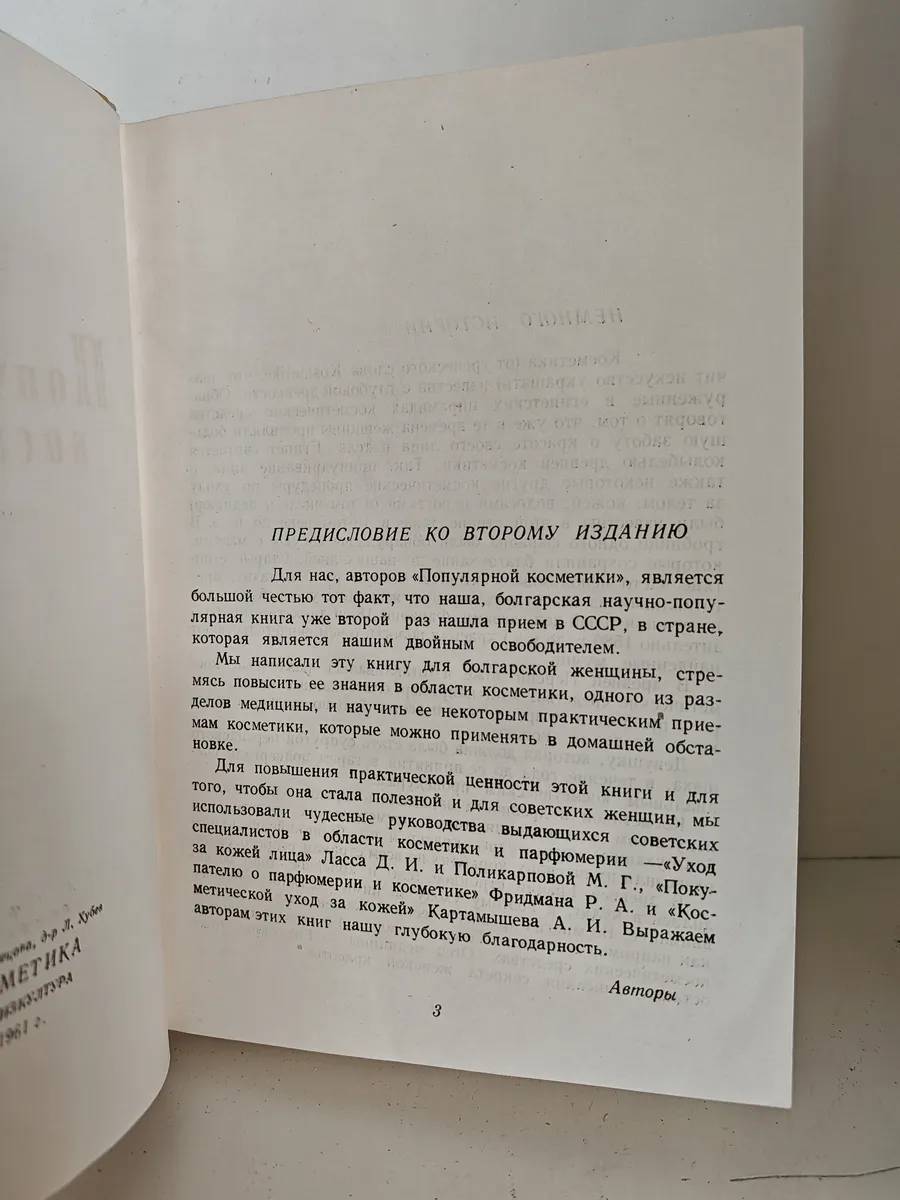 Попу
косм
д-р Л. Хубев
МЕТИКА
ИЗКУЛТУРА
1961 г.
ПРЕДИСЛОВИЕ КО ВТОРОМУ ИЗДАНИЮ
Для нас, авторов «Популярной косметики», является
большой честью тот факт, что наша, болгарская научно-попу-
лярная книга уже второй раз нашла прием в СССР, в стране,
которая является нашим двойным освободителем.
Мы написали эту книгу для болгарской женщины, стре-
мясь повысить ее знания в области косметики, одного из раз-
делов медицины, и научить ее некоторым практическим прие-
мам косметики, которые можно применять в домашней обста-
новке.
Для повышения практической ценности этой книги и для
того, чтобы она стала полезной и для советских женщин, мы
использовали чудесные руководства выдающихся советских
специалистов в области косметики и парфюмерии —«Уход
за кожей лица» Ласса Д. И. и Поликарповой М. Г., «Поку-
пателю о парфюмерии и косметике» Фридмана Р. А. и «Кос-
метической уход за кожей» Картамышева А. И. Выражаем
авторам этих книг нашу глубокую благодарность.
Авторы
3